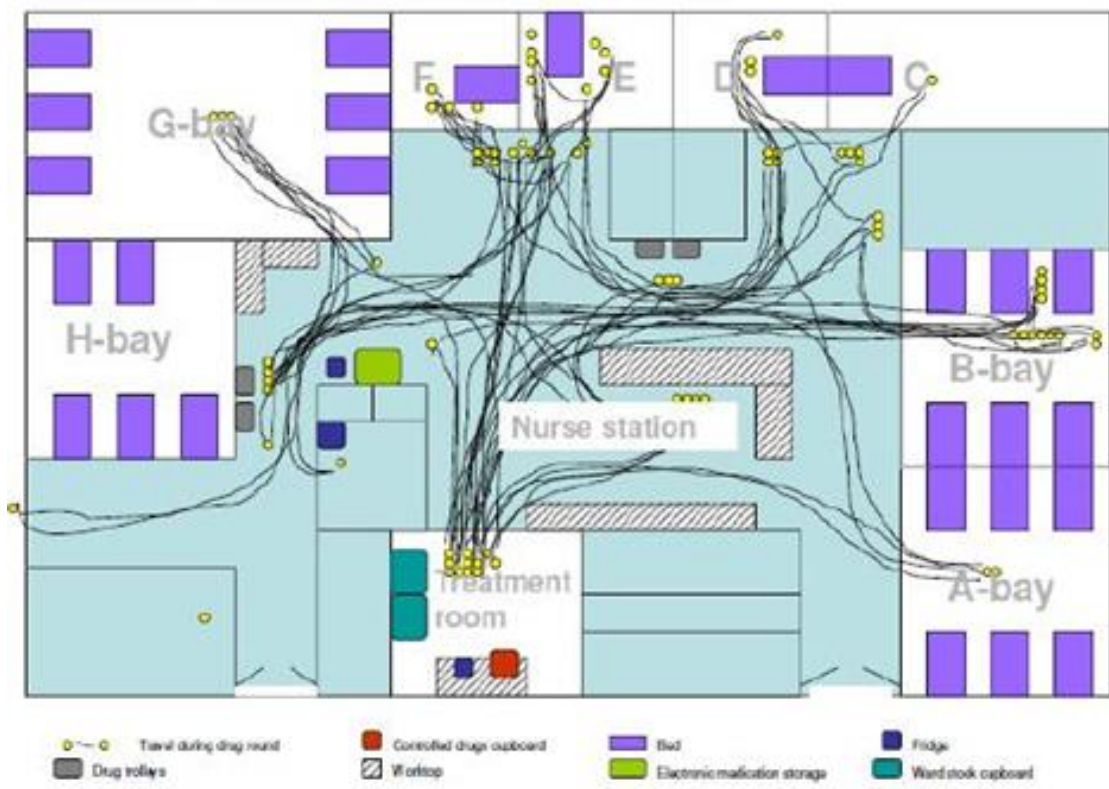 F
E
D
C
G-bay
H-bay
B-bay
Nurse station
A-bay
Treatment
room
Travel during drug round
Controlled drugs cupboard
Bed
Fridge
Drug trolleys
Worktop
Electronic medication storage
Ward stock cupboard